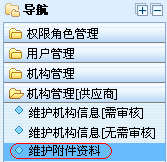 导航
权限角色管理
用户管理
机构管理
机构管理[供应商]
维护机构信息[需审核]
维护机构信息[无需审核]
维护附件资料